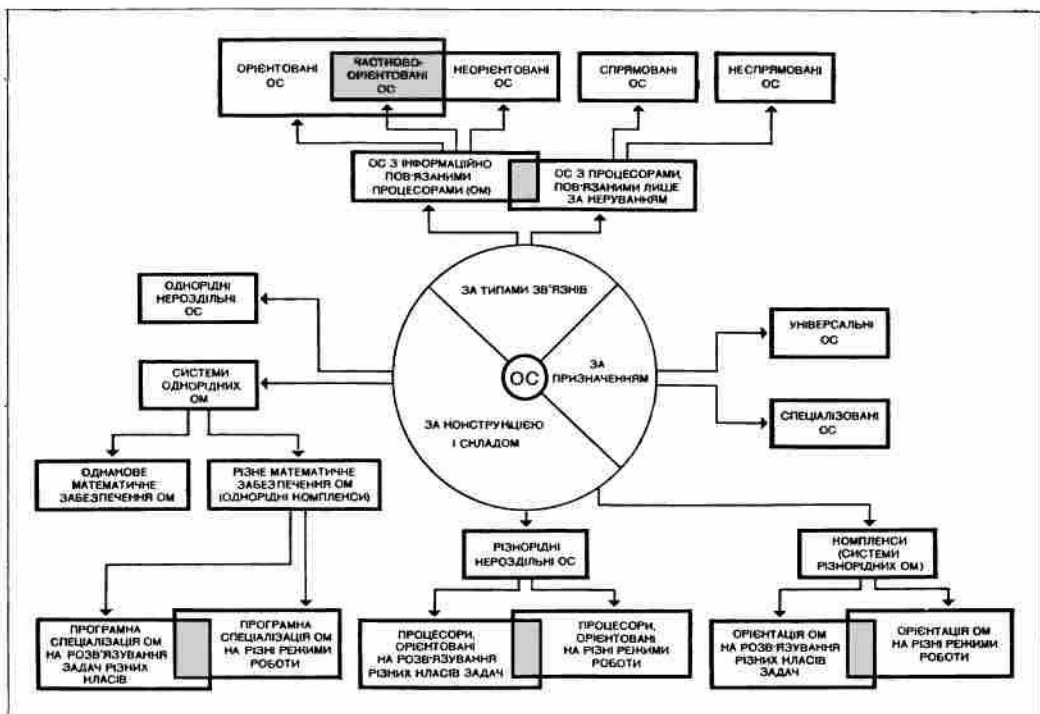 ОРІЄНТОВАНІ
ОС
ЧАСТКОВО-
ОРІЄНТОВАНІ
ОС
НЕОРІЄНТОВАНІ
ОС
СПРЯМОВАНІ
ОС
НЕСПРЯМОВАНІ
ОС
ОС З ІНФОРМАЦІЙНО
ПОВ'ЯЗАНИМИ
ПРОЦЕСОРАМИ (ОМ)
ОС З ПРОЦЕСОРАМИ,
ПОВ'ЯЗАНИМИ ЛИШЕ
ЗА КЕРУВАННЯМ
ЗА ТИПАМИ ЗВ'ЯЗКІВ
ОДНОРІДНІ
НЕРОЗДІЛЬНІ
ОС
УНІВЕРСАЛЬНІ
ОС
СИСТЕМИ
ОДНОРІДНИХ
ОМ
ОС
ЗА
ПРИЗНАЧЕННЯМ
ЗА КОНСТРУКЦІЄЮ
І СКЛАДОМ
СПЕЦІАЛІЗОВАНІ
ОС
ОДНАКОВЕ
МАТЕМАТИЧНЕ
ЗАБЕЗПЕЧЕННЯ ОМ
РІЗНЕ МАТЕМАТИЧНЕ
ЗАБЕЗПЕЧЕННЯ ОМ
(ОДНОРІДНІ КОМПЛЕКСИ)
РІЗНОРІДНІ
НЕРОЗДІЛЬНІ ОС
КОМПЛЕКСИ
(СИСТЕМИ
РІЗНОРІДНИХ ОМ)
ПРОГРАМНА
СПЕЦІАЛІЗАЦІЯ ОМ
НА РОЗВ'ЯЗУВАННЯ
ЗАДАЧ РІЗНИХ
КЛАСІВ
ПРОГРАМНА
СПЕЦІАЛІЗАЦІЯ ОМ
НА РІЗНІ РЕЖИМИ
РОБОТИ
ПРОЦЕСОРИ,
ОРІЄНТОВАНІ
НА РОЗВ'ЯЗУВАННЯ
РІЗНИХ КЛАСІВ ЗАДАЧ
ПРОЦЕСОРИ,
ОРІЄНТОВАНІ
НА РІЗНІ РЕЖИМИ
РОБОТИ
ОРІЄНТАЦІЯ ОМ
НА РОЗВ'ЯЗУВАННЯ
РІЗНИХ КЛАСІВ
ЗАДАЧ
ОРІЄНТАЦІЯ ОМ
НА РІЗНІ РЕЖИМИ
РОБОТИ